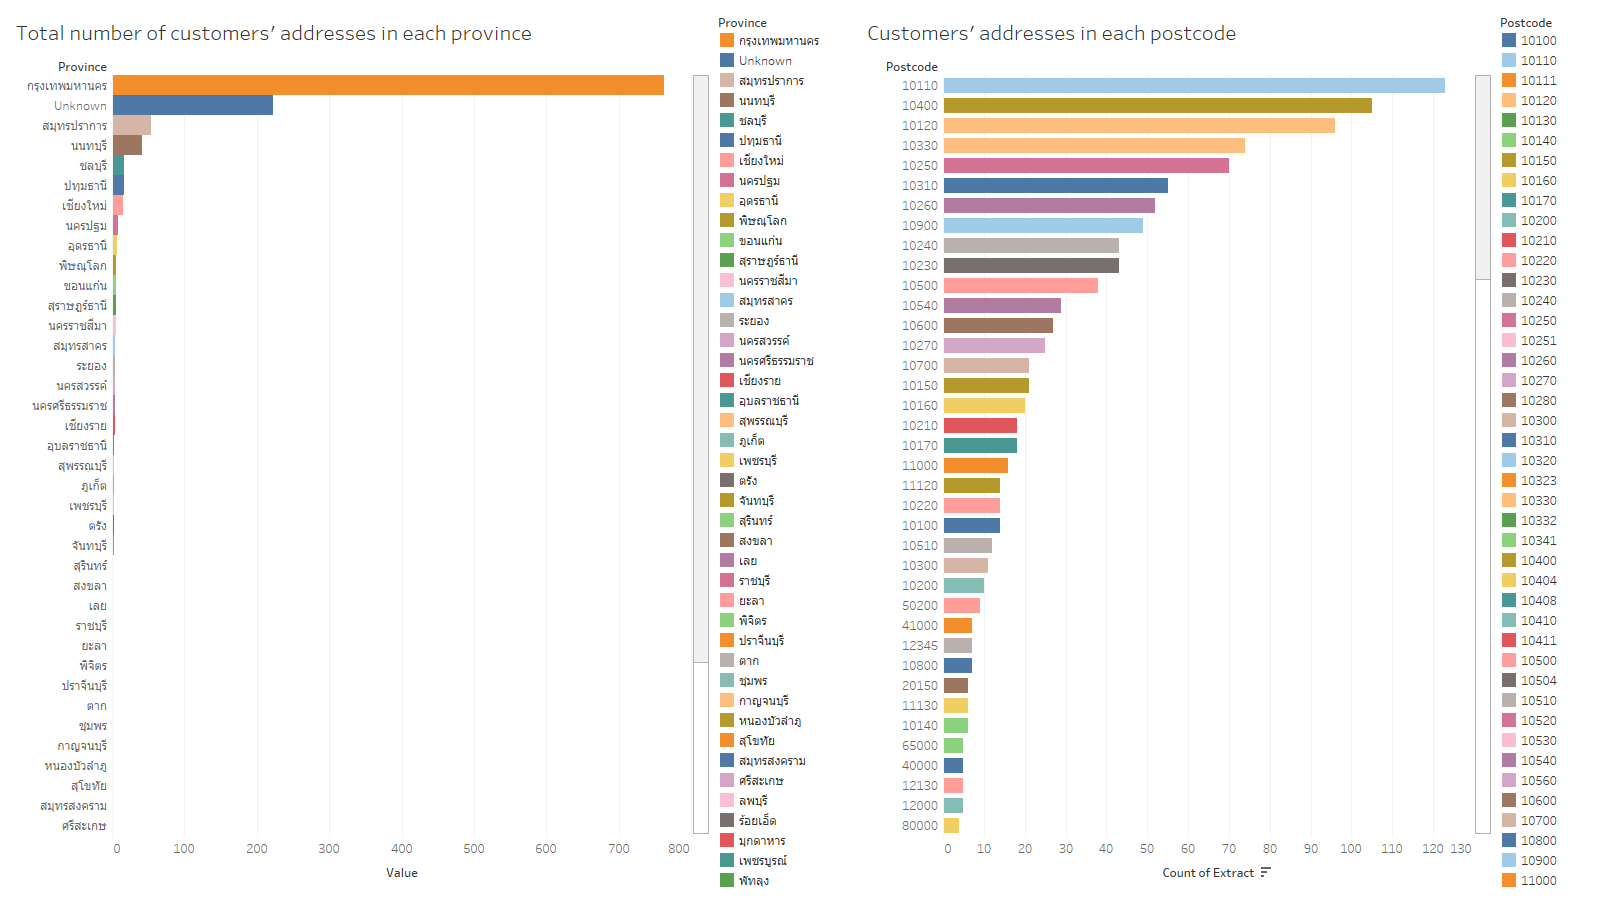 Total number of customers' addresses in each province
Province
กรุงเทพมหานคร
Unknown
สมุทรปราการ
นนทบุรี
ชลบุรี
ปทุมธานี
เชียงใหม่
นครปฐม
อุดรธานี
พิษณุโลก
ขอนแก่น
สุราษฎร์ธานี
นครราชสีมา
สมุทรสาคร
ระยอง
นครสวรรค์
นครศรีธรรมราช
เชียงราย
อุบลราชธานี
สุพรรณบุรี
ภูเก็ต
เพชรบุรี
ตรัง
จันทบุรี
สุรินทร์
สงขลา
เลย
ราชบุรี
ยะลา
พิจิตร
ปราจีนบุรี
ตาก
ชุมพร
กาญจนบุรี
หนองบัวลำภู
สุโขทัย
สมุทรสงคราม
ศรีสะเกษ
0 100 200 300 400 500 600 700 800
Value
Province
กรุงเทพมหานคร
Unknown
สมุทรปราการ
นนทบุรี
ชลบุรี
ปทุมธานี
เชียงใหม่
นครปฐม
อุดรธานี
พิษณุโลก
ขอนแก่น
สุราษฎร์ธานี
นครราชสีมา
สมุทรสาคร
ระยอง
นครสวรรค์
นครศรีธรรมราช
เชียงราย
อุบลราชธานี
สุพรรณบุรี
ภูเก็ต
เพชรบุรี
ตรัง
จันทบุรี
สุรินทร์
สงขลา
เลย
ราชบุรี
ยะลา
พิจิตร
ปราจีนบุรี
ตาก
ชุมพร
กาญจนบุรี
หนองบัวลำภู
สุโขทัย
สมุทรสงคราม
ศรีสะเกษ
ลพบุรี
ร้อยเอ็ด
มุกดาหาร
เพชรบูรณ์
พัทลุง
Customers' addresses in each postcode
Postcode
10110
10400
10120
10330
10250
10310
10260
10900
10240
10230
10500
10540
10600
10270
10700
10150
10160
10210
10170
11000
11120
10220
10100
10510
10300
10200
50200
41000
12345
10800
20150
11130
10140
65000
40000
12130
12000
80000
0 10 20 30 40 50 60 70 80 90 100 110 120 130
Count of Extract
Postcode
10100
10110
10111
10120
10130
10140
10150
10160
10170
10200
10210
10220
10230
10240
10250
10251
10260
10270
10280
10300
10310
10320
10323
10330
10332
10341
10400
10404
10408
10410
10411
10500
10504
10510
10520
10530
10540
10560
10600
10700
10800
10900
11000